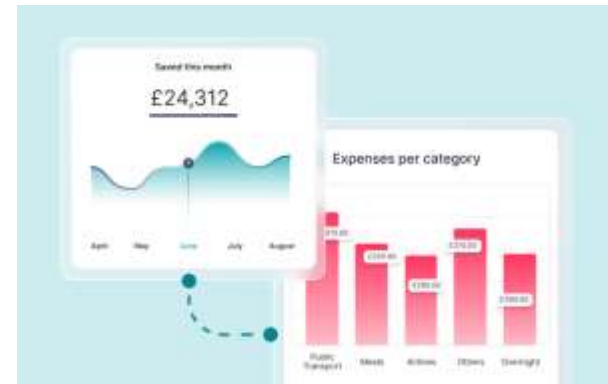 Saved this month
£24,312
April May June July August
Expenses per category
Public
Transport Meals Airlines Others Overnight